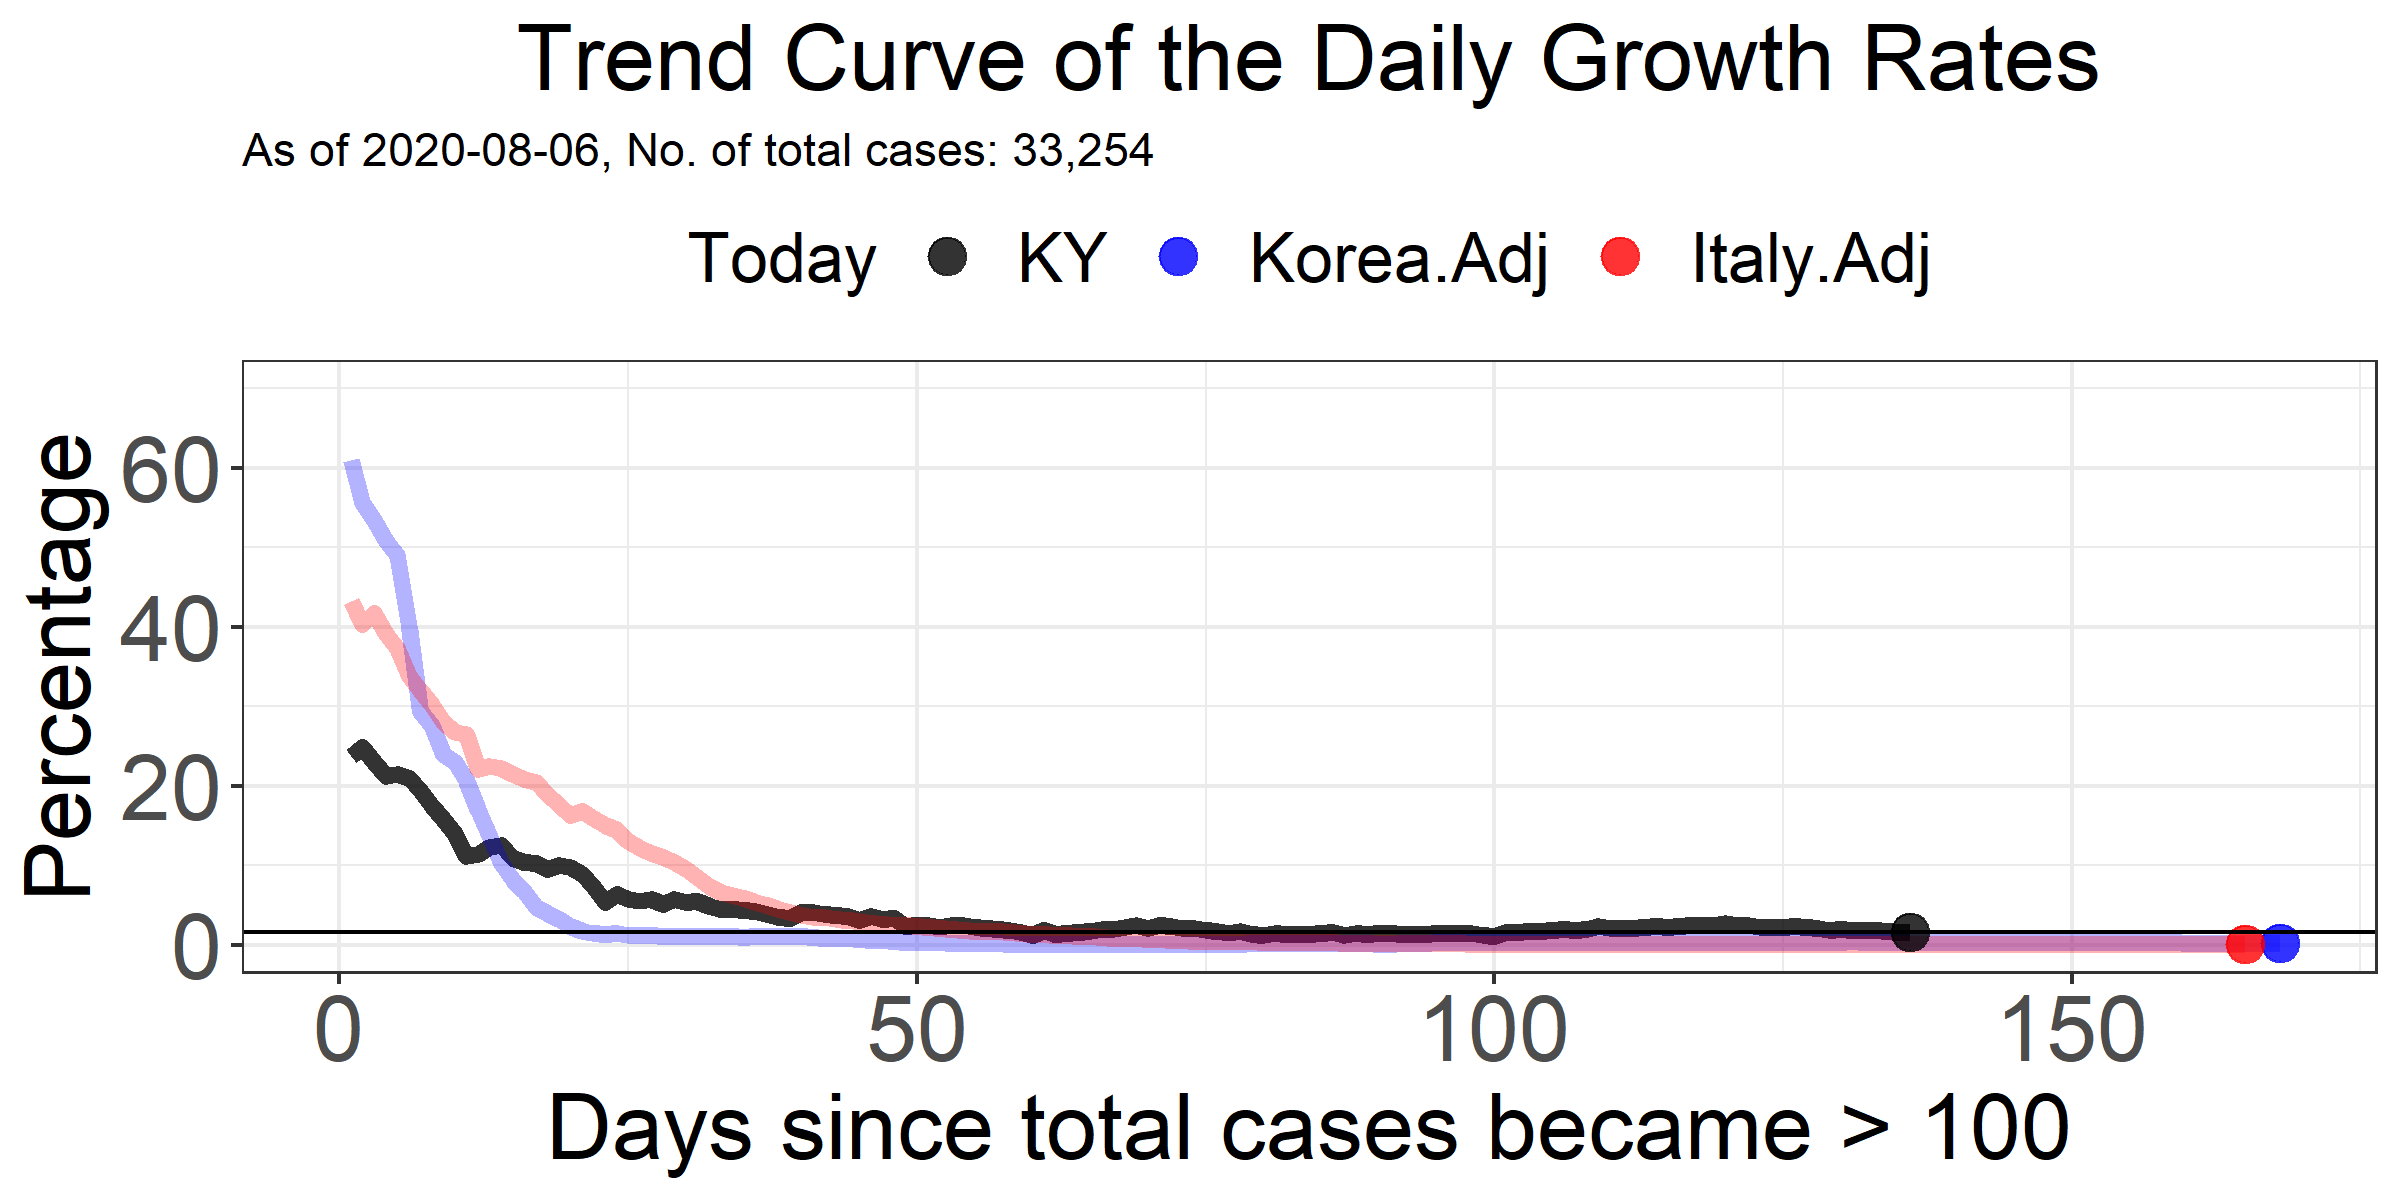 Trend Curve of the Daily Growth Rates
As of 2020-08-06, No. of total cases: 33,254
Today KY Korea.Adj Italy.Adj
Percentage
60
40
20
0
0 50 100 150
Days since total cases became > 100